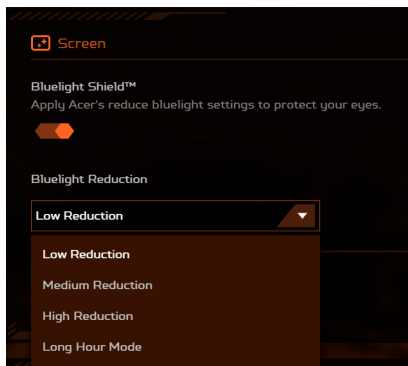 Screen
Bluelight Shield™
Apply Acer's reduce bluelight settings to protect your eyes.
Bluelight Reduction
Low Reduction
Low Reduction
Medium Reduction
High Reduction
Long Hour Mode